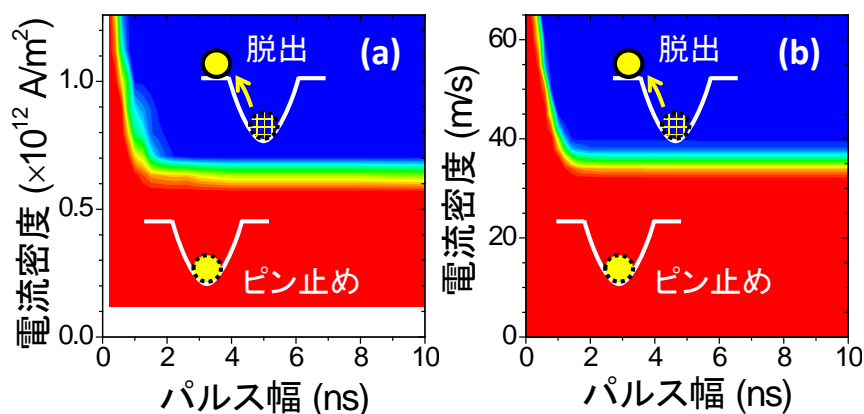 (a)
脱出
ピン止め
電流密度 (×10¹² A/m²)
1.0
0.5
0.0
0 2 4 6 8 10
パルス幅 (ns)
(b)
脱出
ピン止め
電流密度 (m/s)
60
40
20
0
0 2 4 6 8 10
パルス幅 (ns)